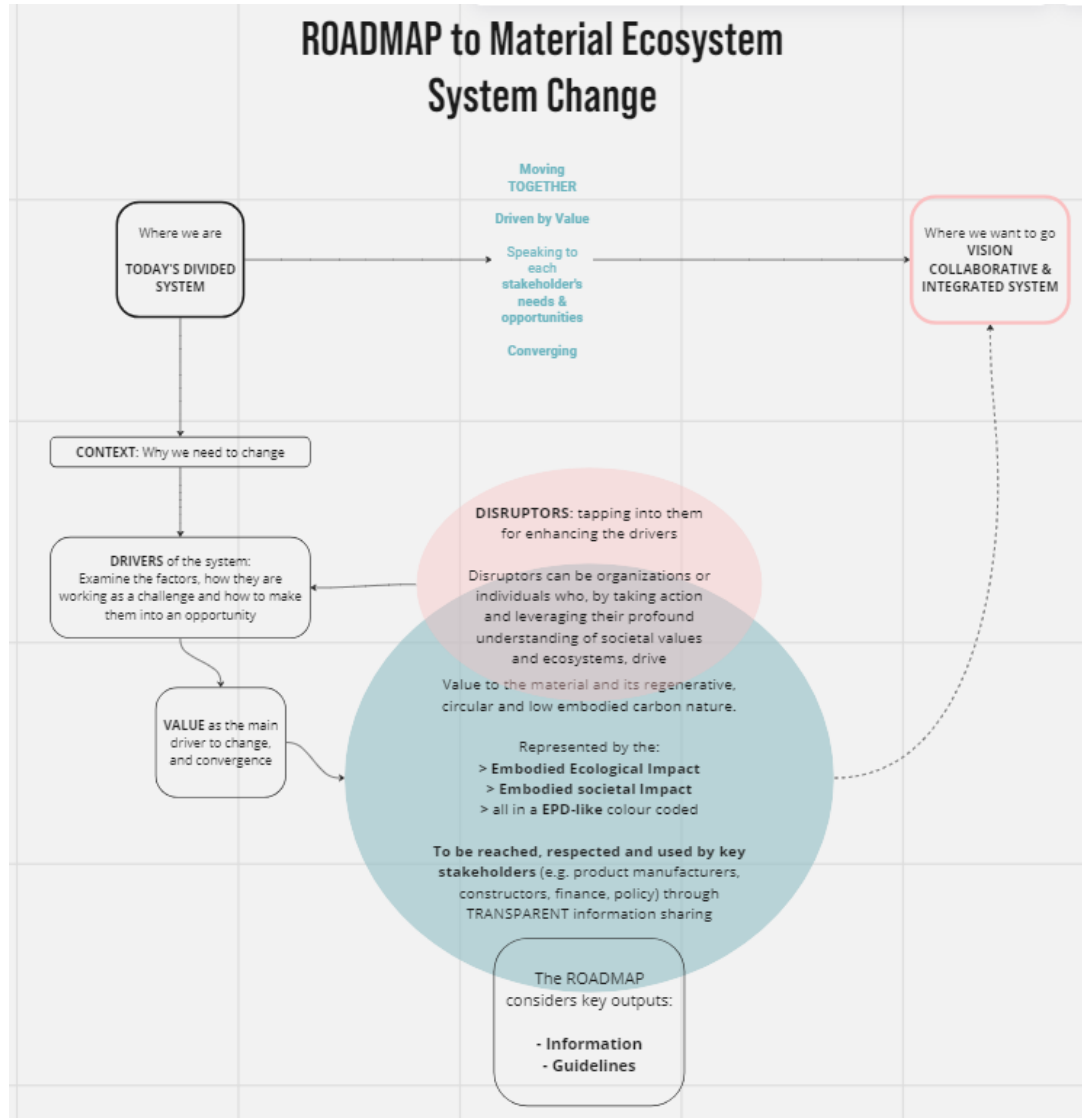 ROADMAP to Material Ecosystem
System Change
Moving
TOGETHER
Driven by Value
Speaking to
each
stakeholder's
needs &
opportunities
Converging
Where we are
TODAY'S DIVIDED
SYSTEM
Where we want to go
VISION
COLLABORATIVE &
INTEGRATED SYSTEM
CONTEXT: Why we need to change
DRIVERS of the system:
Examine the factors, how they are
working as a challenge and how to make
them into an opportunity
VALUE as the main
driver to change,
and convergence
DISRUPTORS: tapping into them
for enhancing the drivers
Disruptors can be organizations or
individuals who, by taking action
and leveraging their profound
understanding of societal values
and ecosystems, drive
Value to the material and its regenerative,
circular and low embodied carbon nature.
Represented by the:
> Embodied Ecological Impact
> Embodied societal Impact
> all in a EPD-like colour coded
To be reached, respected and used by key
stakeholders (e.g. product manufacturers,
constructors, finance, policy) through
TRANSPARENT information sharing
The ROADMAP
considers key outputs:
- Information
- Guidelines